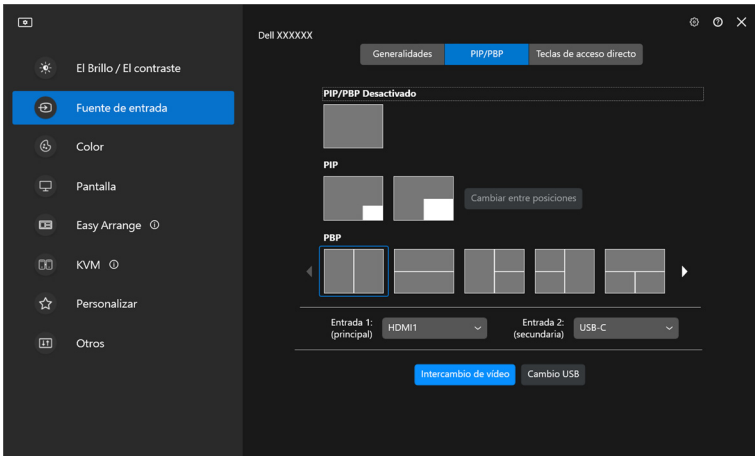 Dell XXXXXX
Generalidades
PIP/PBP
Teclas de acceso directo
El Brillo / El contraste
Fuente de entrada
Color
Pantalla
Easy Arrange
KVM
Personalizar
Otros
PIP/PBP Desactivado
PIP
Cambiar entre posiciones
PBP
Entrada 1:
(principal)
HDMI1
Entrada 2:
(secundaria)
USB-C
Intercambio de vídeo
Cambio USB